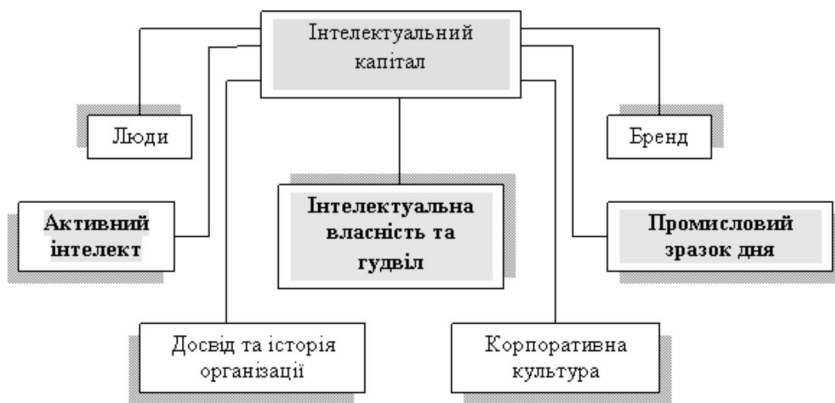 Інтелектуальний
капітал
Люди
Бренд
Активний
інтелект
Інтелектуальна
власність та
гудвіл
Промисловий
зразок дня
Досвід та історія
організації
Корпоративна
культура